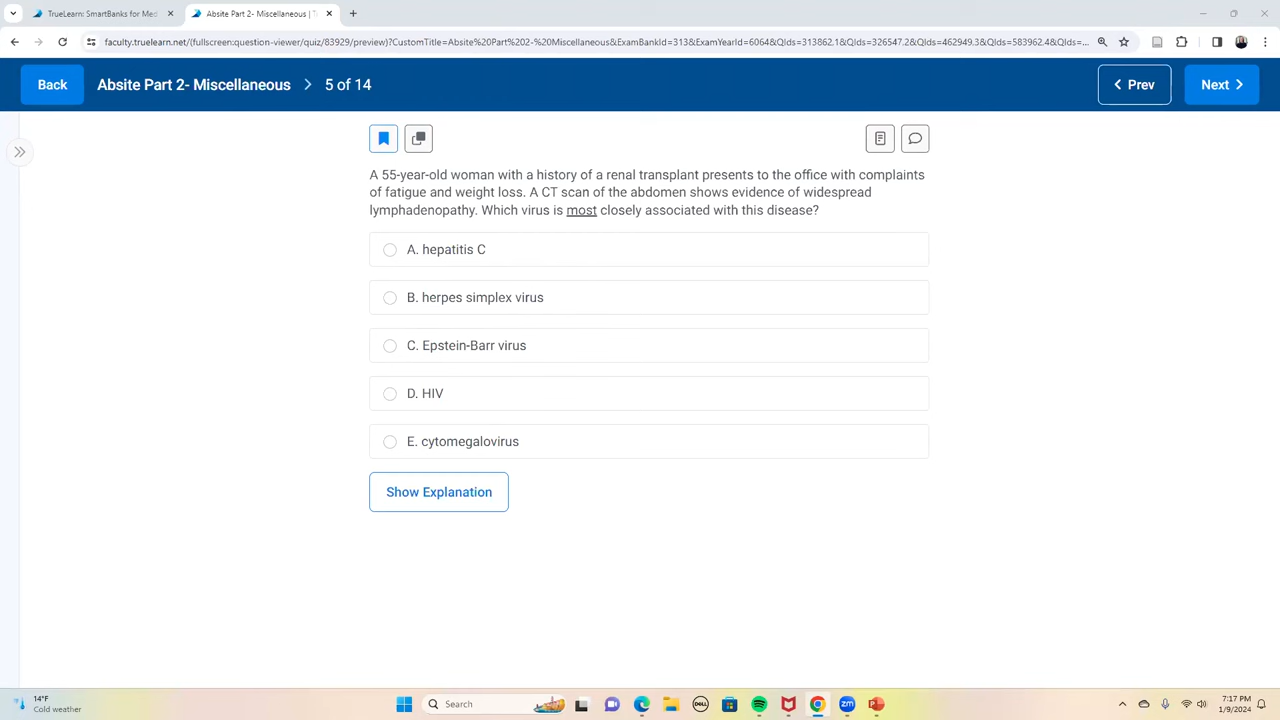 TrueLearn: SmartBanks for Med
Absite Part 2- Miscellaneous | T
faculty.truelearn.net/(fullscreen:question-viewer/quiz/83929/preview)?CustomTitle=Absite%20Part%202-%20Miscellaneous&ExamBankId=313&ExamYearId=6064&QIds=313862.1&QIds=326547.2&QIds=462949.3&QIds=583962.4&QIds=...
Back
Absite Part 2- Miscellaneous > 5 of 14
Prev
Next
A 55-year-old woman with a history of a renal transplant presents to the office with complaints
of fatigue and weight loss. A CT scan of the abdomen shows evidence of widespread
lymphadenopathy. Which virus is most closely associated with this disease?
A. hepatitis C
B. herpes simplex virus
C. Epstein-Barr virus
D. HIV
E. cytomegalovirus
Show Explanation
14°F
Cold weather
Search
DELL
zm
7:17 PM
1/9/2024